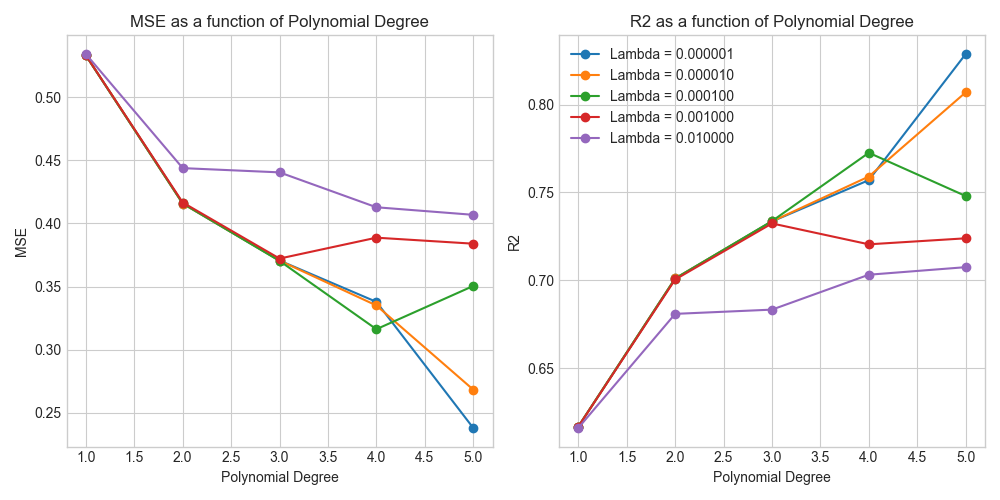 MSE as a function of Polynomial Degree
MSE
0.50
0.45
0.40
0.35
0.30
0.25
1.0 1.5 2.0 2.5 3.0 3.5 4.0 4.5 5.0
Polynomial Degree
R2 as a function of Polynomial Degree
Lambda = 0.000001
Lambda = 0.000010
Lambda = 0.000100
Lambda = 0.001000
Lambda = 0.010000
R2
0.80
0.75
0.70
0.65
1.0 1.5 2.0 2.5 3.0 3.5 4.0 4.5 5.0
Polynomial Degree